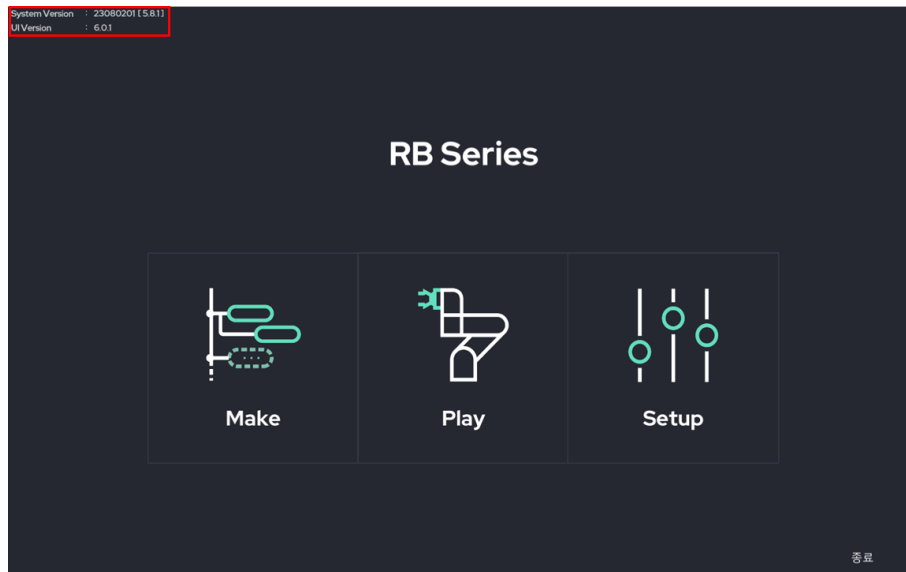 System Version : 23080201 [ 5.8.1 ]
UI Version : 6.0.1
RB Series
Make Play Setup
종료